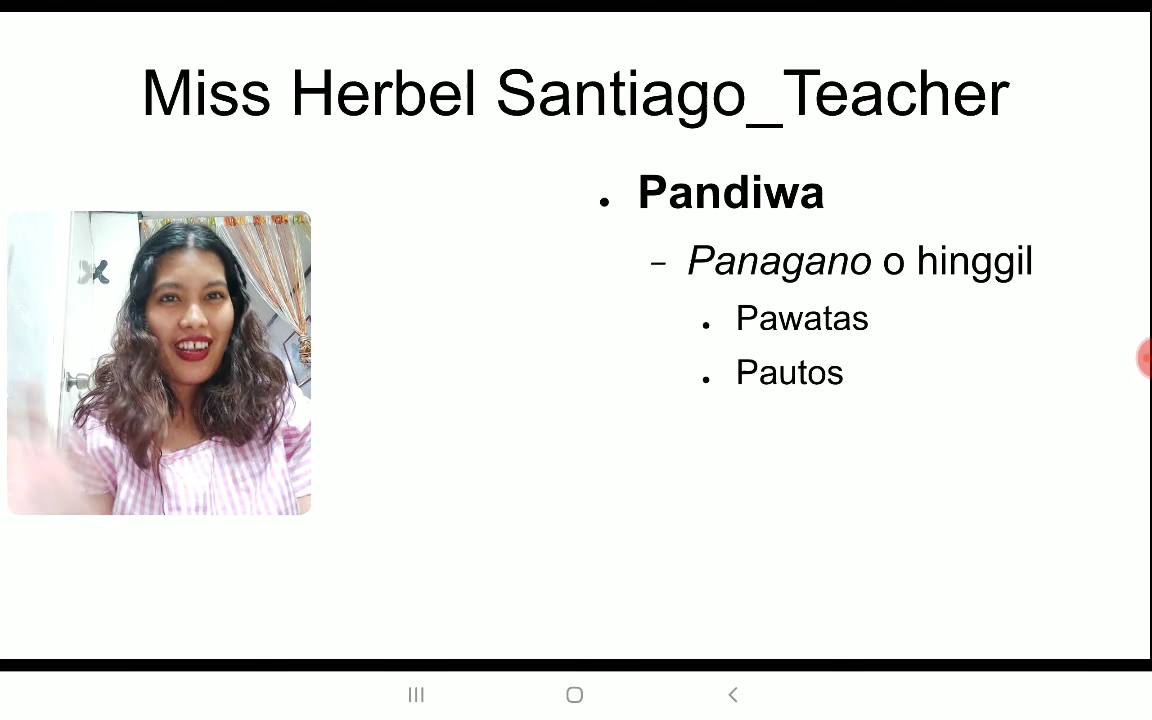 Miss Herbel Santiago_Teacher
• Pandiwa
– Panagano o hinggil
• Pawatas
• Pautos